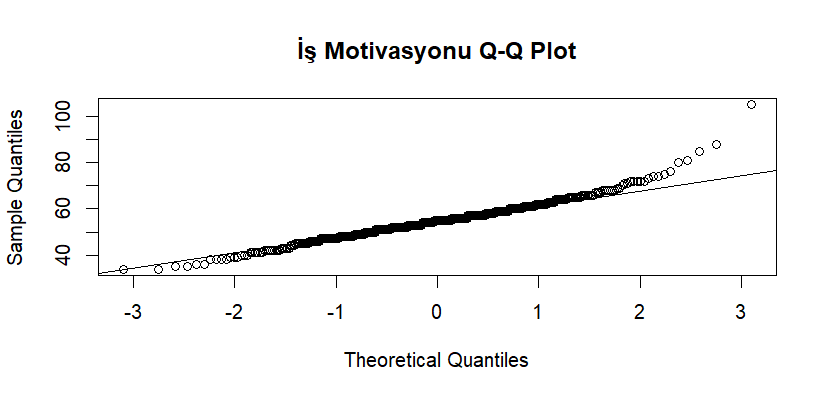 İş Motivasyonu Q-Q Plot
Sample Quantiles
100
80
60
40
-3 -2 -1 0 1 2 3
Theoretical Quantiles